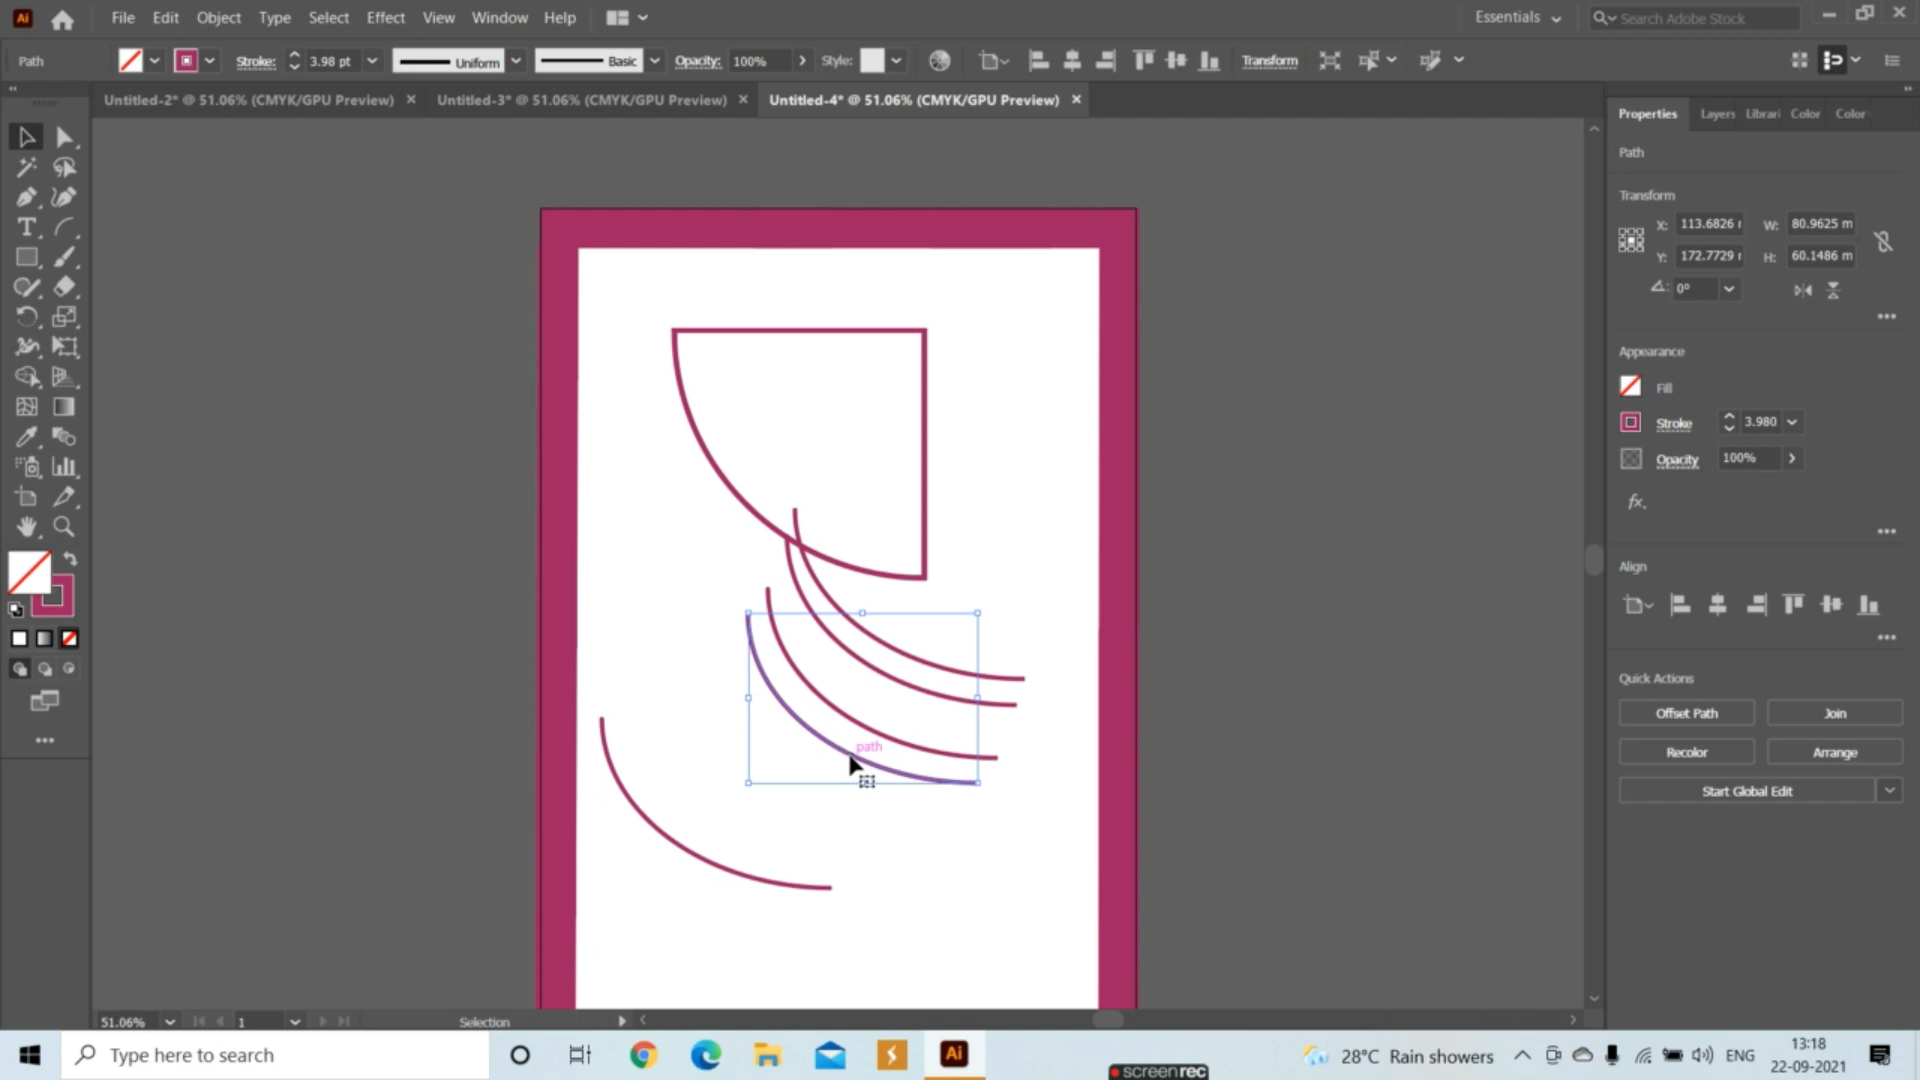 Ai File Edit Object Type Select Effect View Window Help Essentials Search Adobe Stock
Path Stroke: 3.98 pt Uniform Basic Opacity: 100% Style: Transform
Untitled-2* @ 51.06% (CMYK/GPU Preview) Untitled-3* @ 51.06% (CMYK/GPU Preview) Untitled-4* @ 51.06% (CMYK/GPU Preview)
Properties Layers Librari Color Color
Path
Transform
X: 113.6826 W: 80.9625 m
Y: 172.7729 H: 60.1486 m
0°
Appearance
Fill
Stroke 3.980
Opacity 100%
fx.
Align
Quick Actions
Offset Path Join
Recolor Arrange
Start Global Edit
path
51.06% 1 Selection
Type here to search Ai 28°C Rain showers ENG 13:18
22-09-2021
screenrec